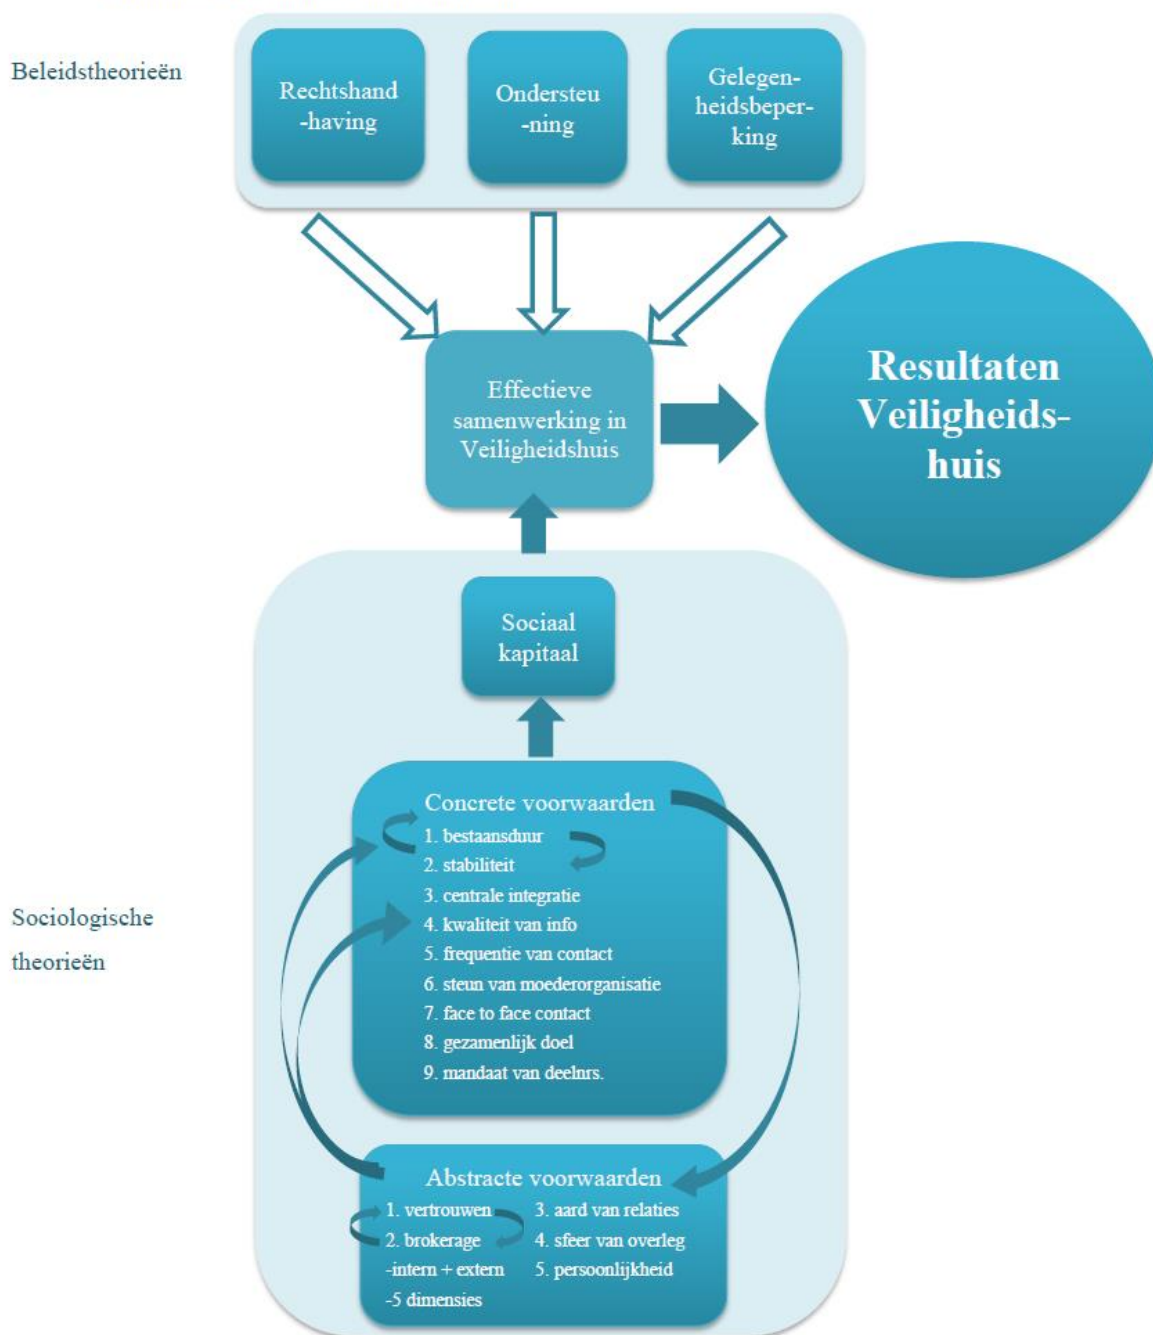 Beleidstheorieën
Rechtshand
-having
Ondersteu
-ning
Gelegen-
heidsbeper-
king
Effectieve
samenwerking in
Veiligheidshuis
Resultaten
Veiligheids-
huis
Sociaal
kapitaal
Sociologische
theorieën
Concrete voorwaarden
1. bestaansduur
2. stabiliteit
3. centrale integratie
4. kwaliteit van info
5. frequentie van contact
6. steun van moederorganisatie
7. face to face contact
8. gezamenlijk doel
9. mandaat van deelnrs.
Abstracte voorwaarden
1. vertrouwen
2. brokerage
-intern + extern
-5 dimensies
3. aard van relaties
4. sfeer van overleg
5. persoonlijkheid